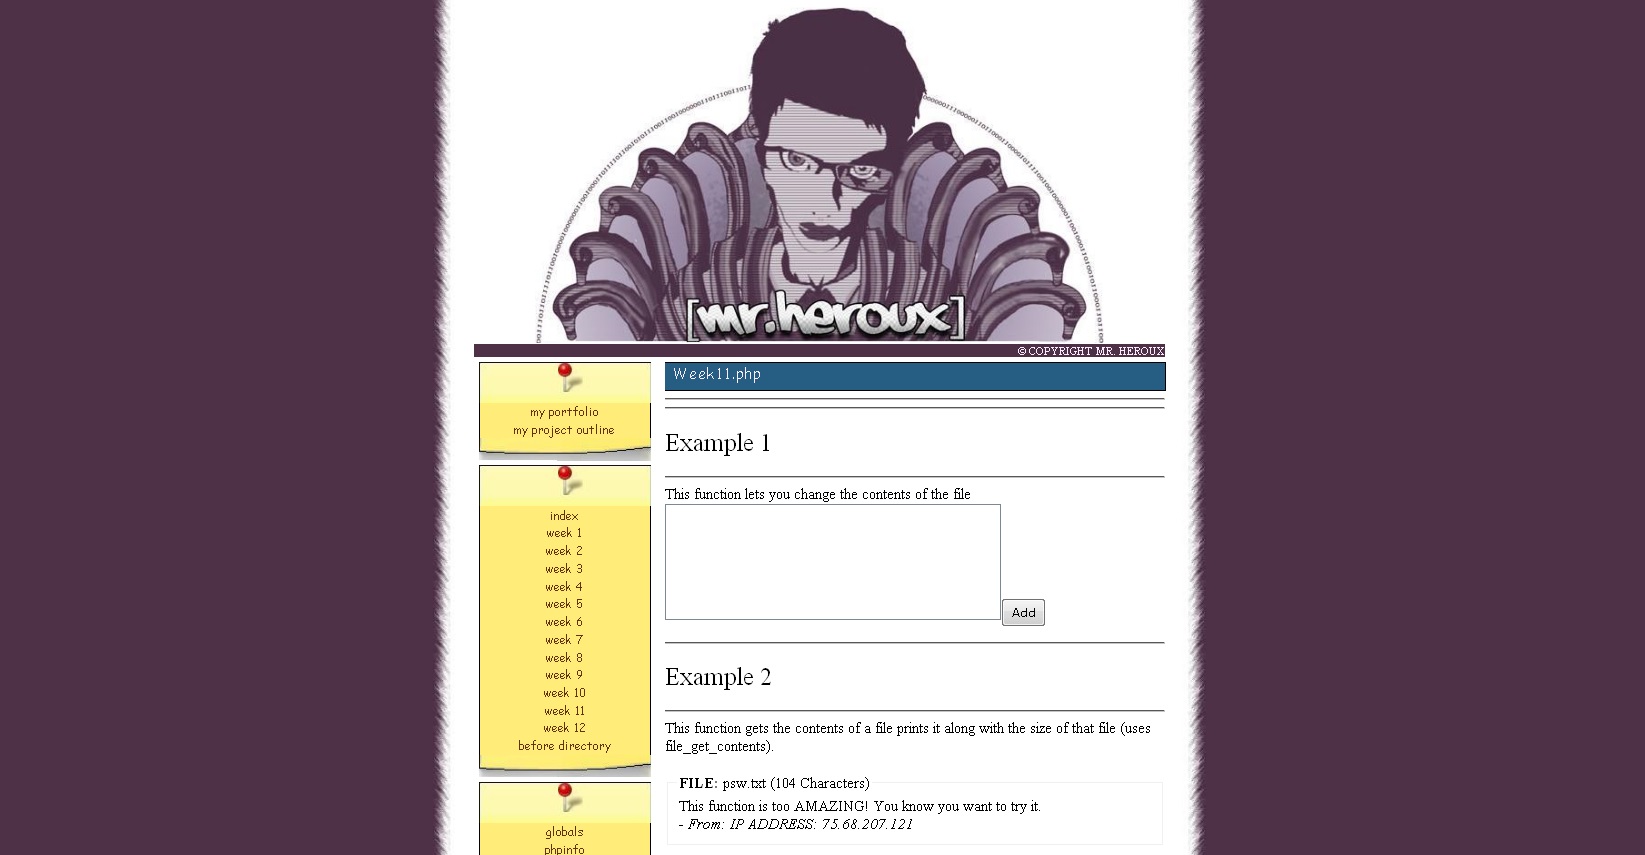 [mr.heroux]
© COPYRIGHT MR. HEROUX
my portfolio
my project outline
index
week 1
week 2
week 3
week 4
week 5
week 6
week 7
week 8
week 9
week 10
week 11
week 12
before directory
globals
phpinfo
Week11.php
Example 1
This function lets you change the contents of the file
Add
Example 2
This function gets the contents of a file prints it along with the size of that file (uses
file_get_contents).
FILE: psw.txt (104 Characters)
This function is too AMAZING! You know you want to try it.
- From: IP ADDRESS: 75.68.207.121